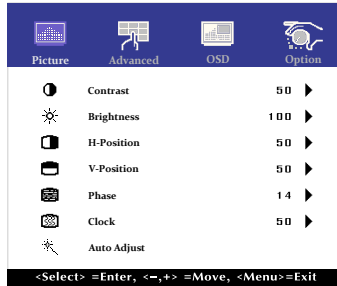 Picture Advanced OSD Option
Contrast 50
Brightness 100
H-Position 50
V-Position 50
Phase 14
Clock 50
Auto Adjust
<Select> =Enter, <-,+> =Move, <Menu>=Exit